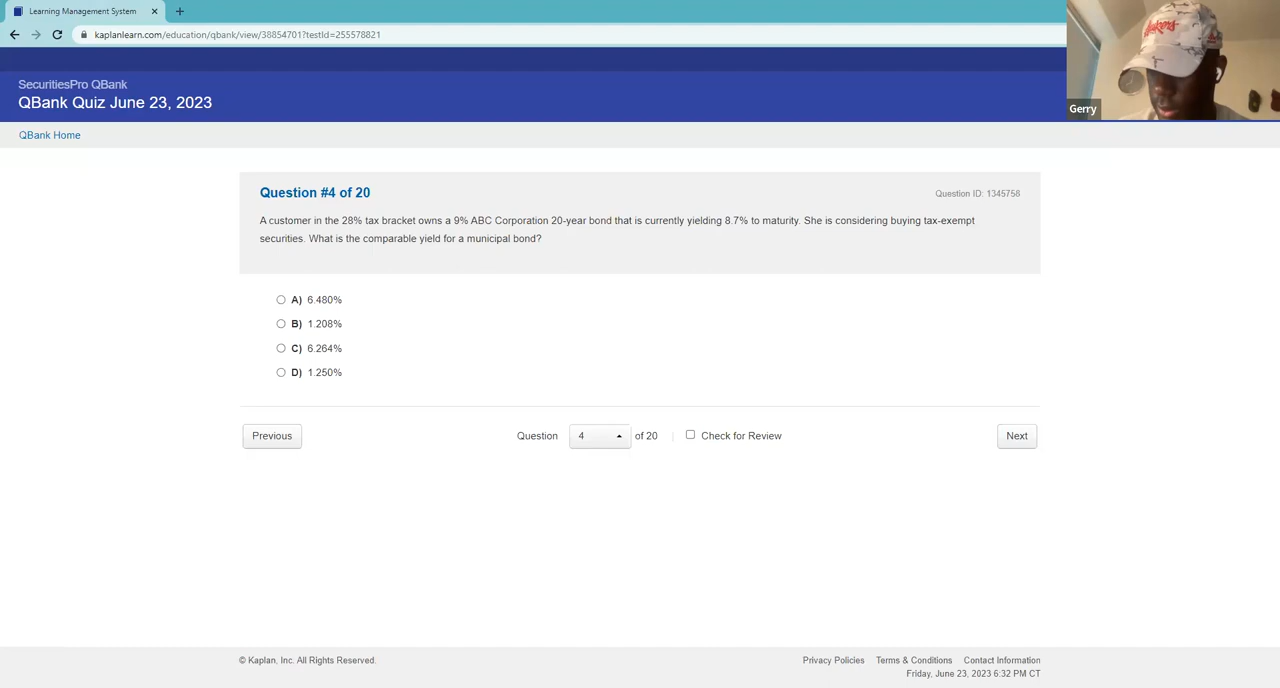 Learning Management System
kaplanlearn.com/education/qbank/view/38854701?testId=255578821
SecuritiesPro QBank
QBank Quiz June 23, 2023
Gerry
QBank Home
Question #4 of 20
Question ID: 1345758
A customer in the 28% tax bracket owns a 9% ABC Corporation 20-year bond that is currently yielding 8.7% to maturity. She is considering buying tax-exempt
securities. What is the comparable yield for a municipal bond?
A) 6.480%
B) 1.208%
C) 6.264%
D) 1.250%
Previous
Question 4 of 20
Check for Review
Next
© Kaplan, Inc. All Rights Reserved.
Privacy Policies Terms & Conditions Contact Information
Friday, June 23, 2023 6:32 PM CT